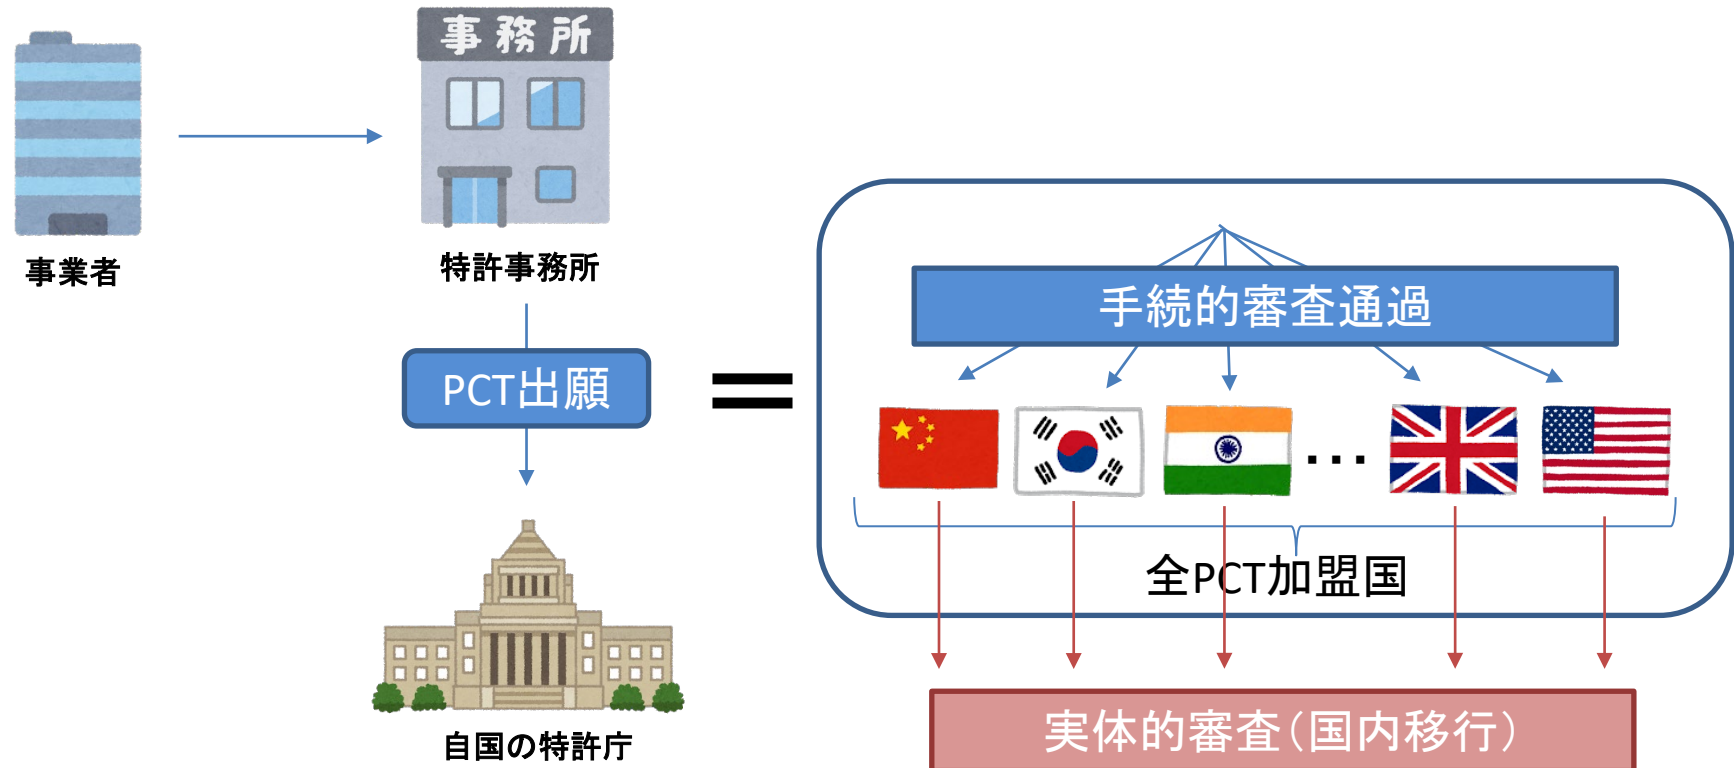 事務所
事業者
特許事務所
PCT出願
＝
手続的審査通過
…
全PCT加盟国
自国の特許庁
実体的審査（国内移行）